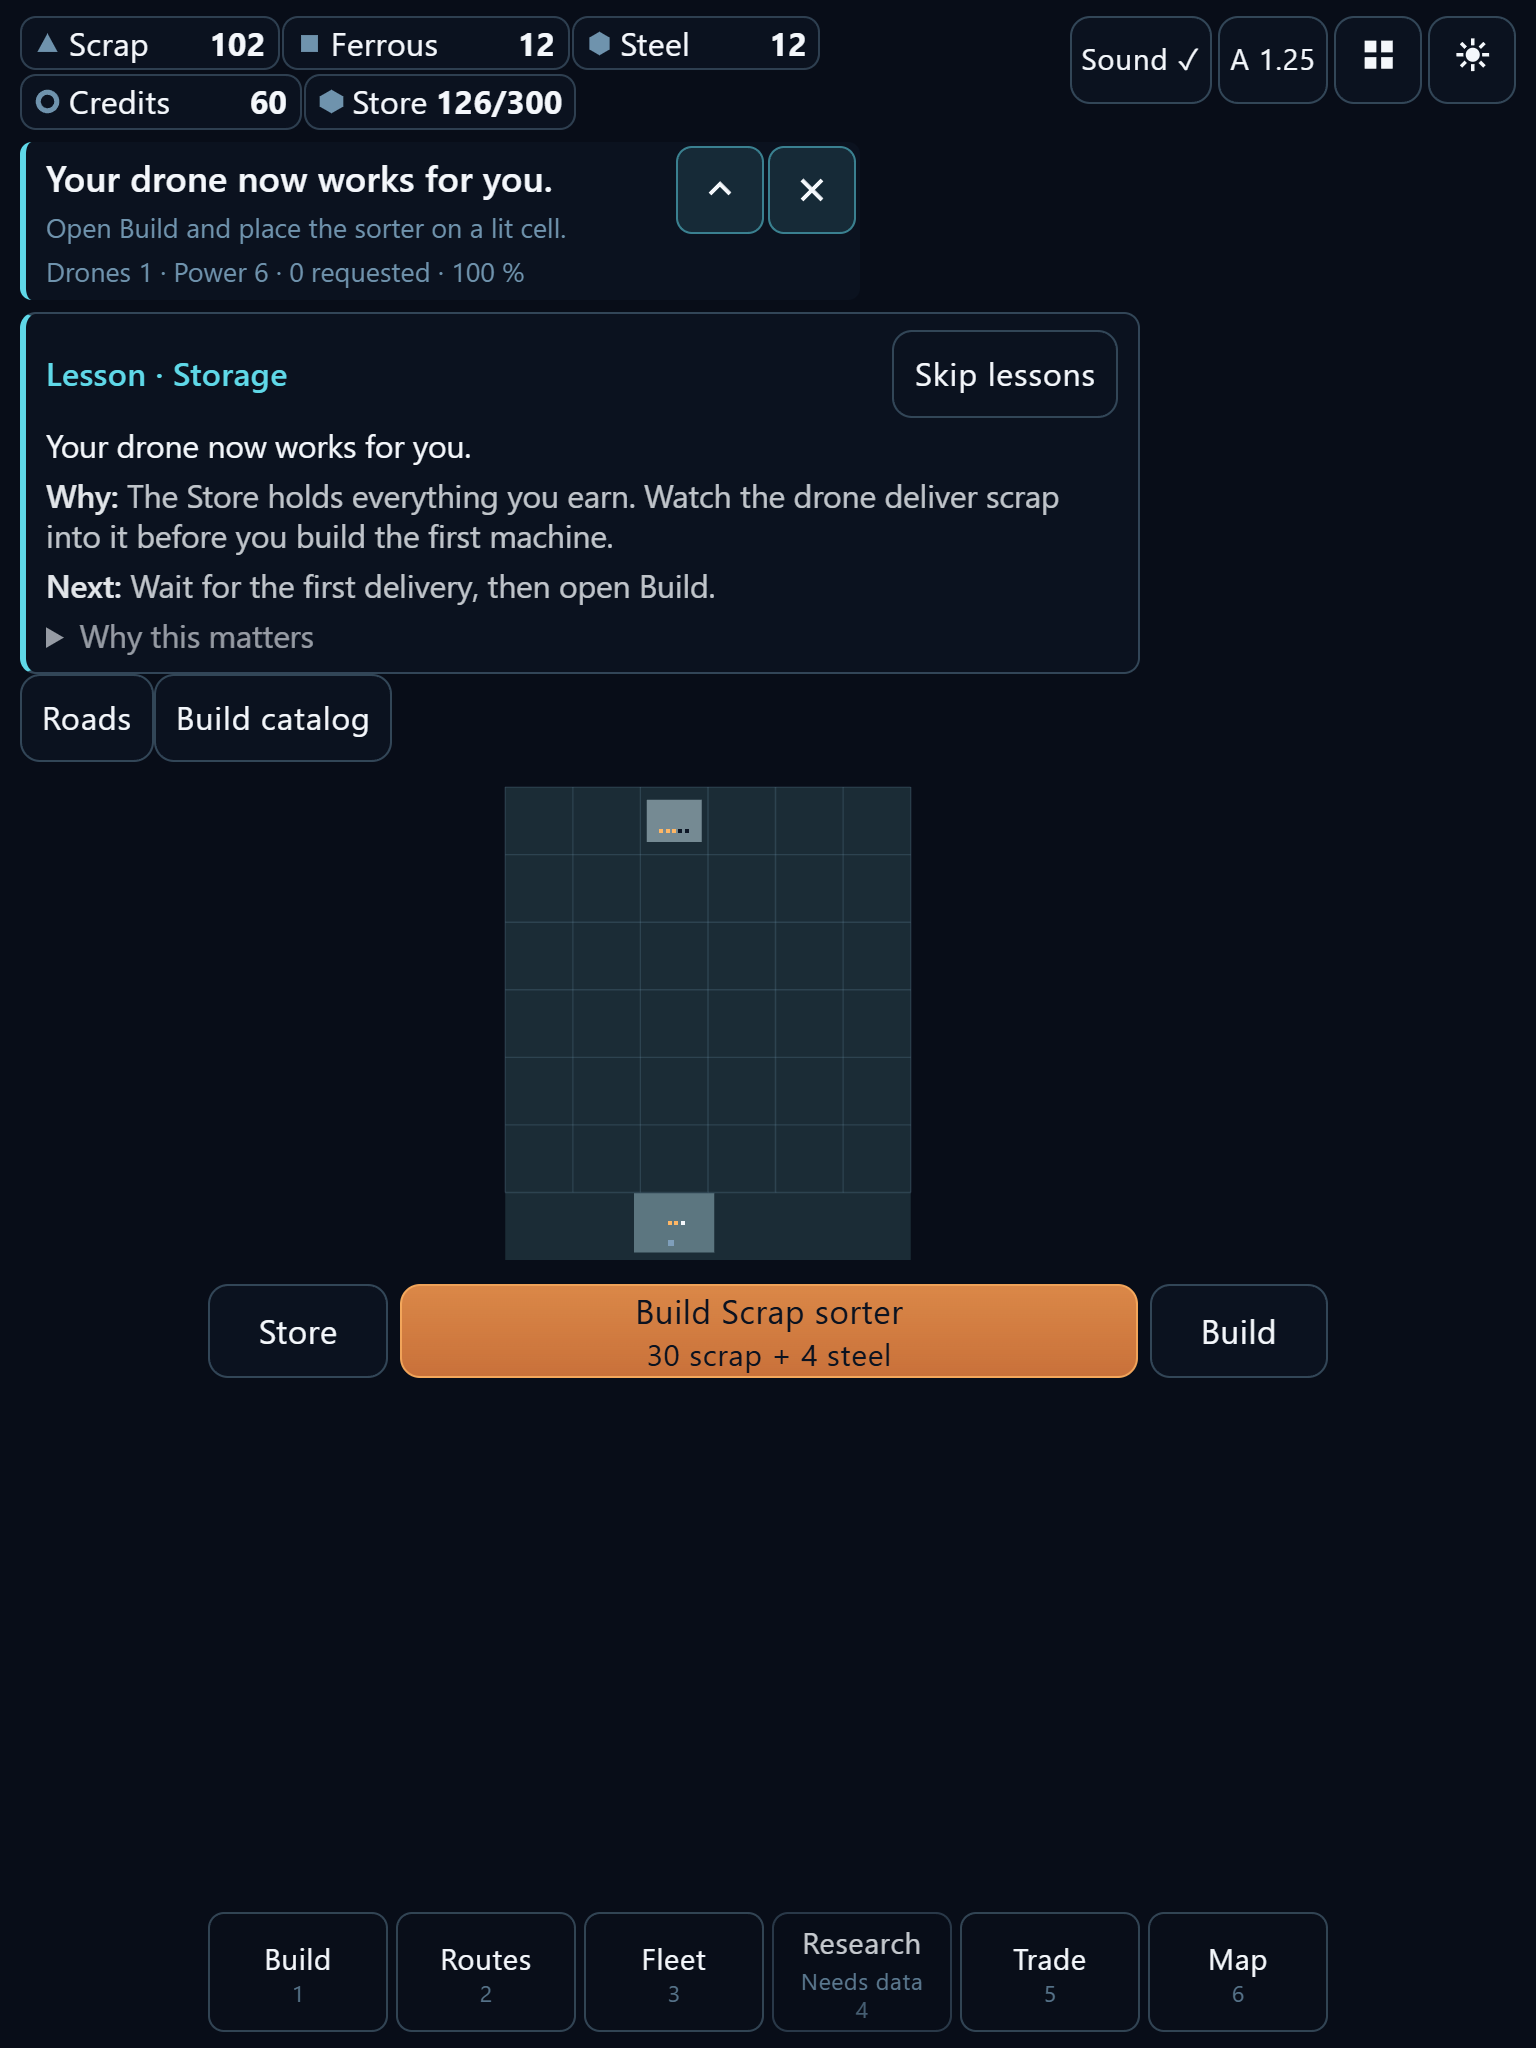 Scrap 102 Ferrous 12 Steel 12
Credits 60 Store 126/300
Sound ✓ A 1.25
Your drone now works for you.
Open Build and place the sorter on a lit cell.
Drones 1 · Power 6 · 0 requested · 100 %
Lesson · Storage
Skip lessons
Your drone now works for you.
Why: The Store holds everything you earn. Watch the drone deliver scrap
into it before you build the first machine.
Next: Wait for the first delivery, then open Build.
Why this matters
Roads Build catalog
Store
Build Scrap sorter
30 scrap + 4 steel
Build
Build
1
Routes
2
Fleet
3
Research
Needs data
4
Trade
5
Map
6